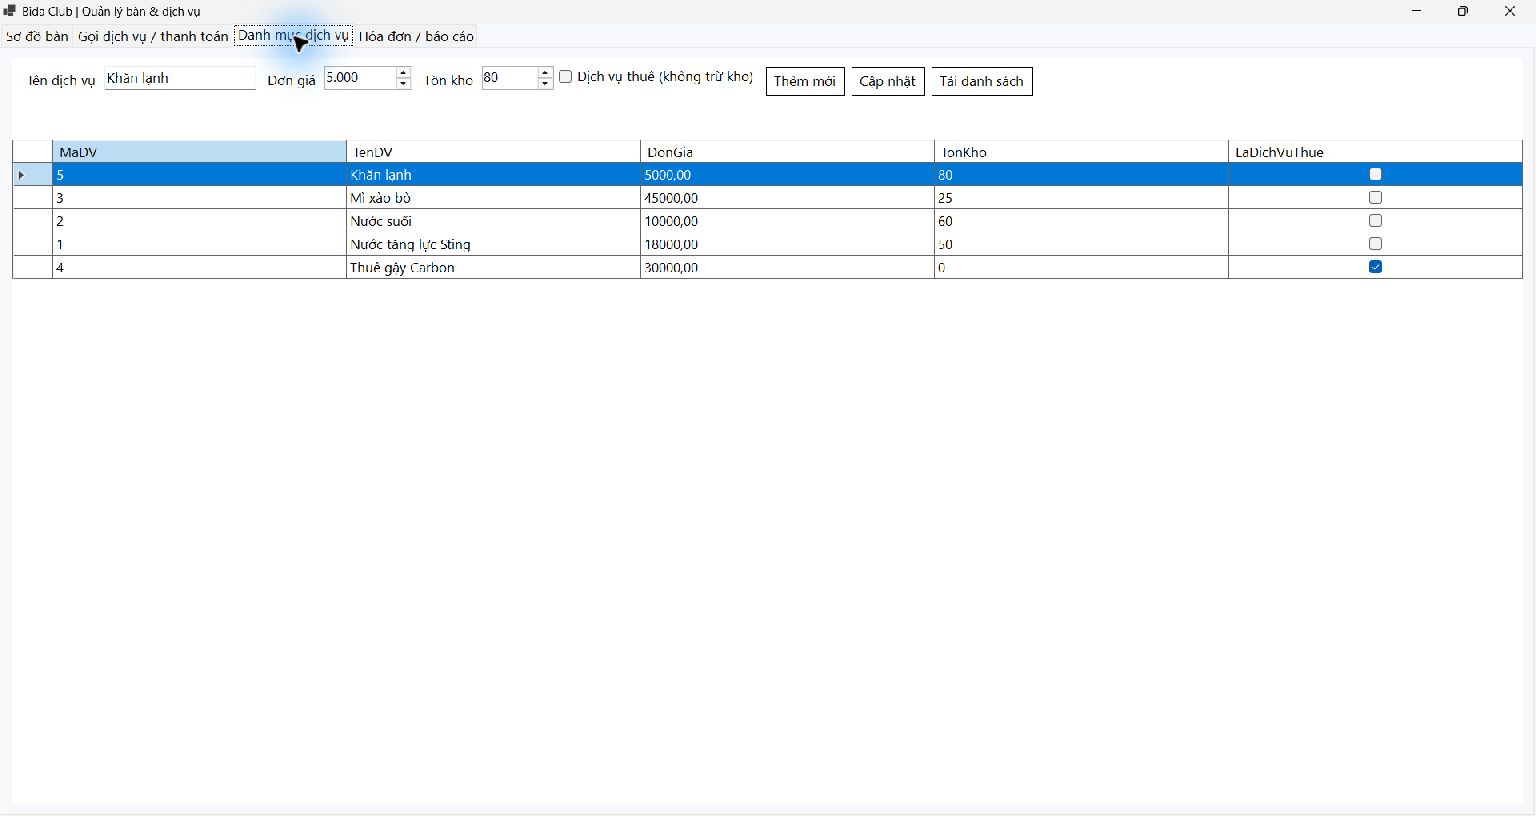 Bida Club | Quản lý bàn & dịch vụ
Sơ đồ bàn Gọi dịch vụ / thanh toán Danh mục dịch vụ Hóa đơn / báo cáo
Tên dịch vụ Khăn lạnh Đơn giá 5.000 Tồn kho 80 Dịch vụ thuê (không trừ kho) Thêm mới Cập nhật Tải danh sách
MaDV TenDV DonGia TonKho LaDichVuThue
5 Khăn lạnh 5000,00 80
3 Mì xào bò 45000,00 25
2 Nước suối 10000,00 60
1 Nước tăng lực Sting 18000,00 50
4 Thuê gậy Carbon 30000,00 0